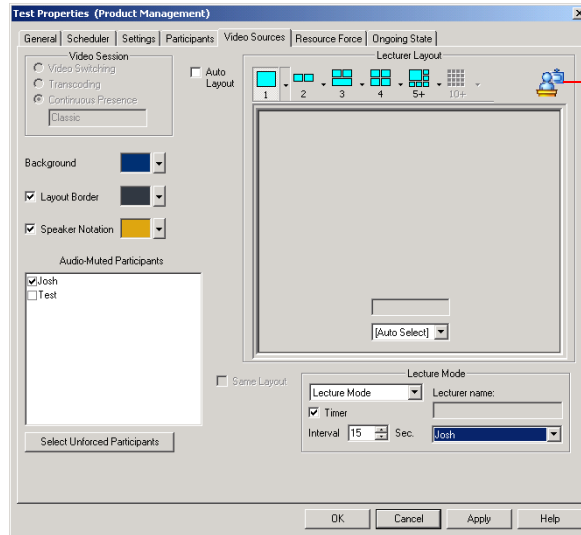 Test Properties (Product Management)
General Scheduler Settings Participants Video Sources Resource Force Ongoing State
Video Session
Video Switching
Transcoding
Continuous Presence
Classic
Auto
Layout
Lecturer Layout
1 2 3 4 5+ 10+
Background
Layout Border
Speaker Notation
Audio-Muted Participants
Josh
Test
[Auto Select]
Same Layout
Select Unforced Participants
Lecture Mode
Lecture Mode
Lecturer name:
Timer
Interval 15 Sec.
Josh
OK Cancel Apply Help